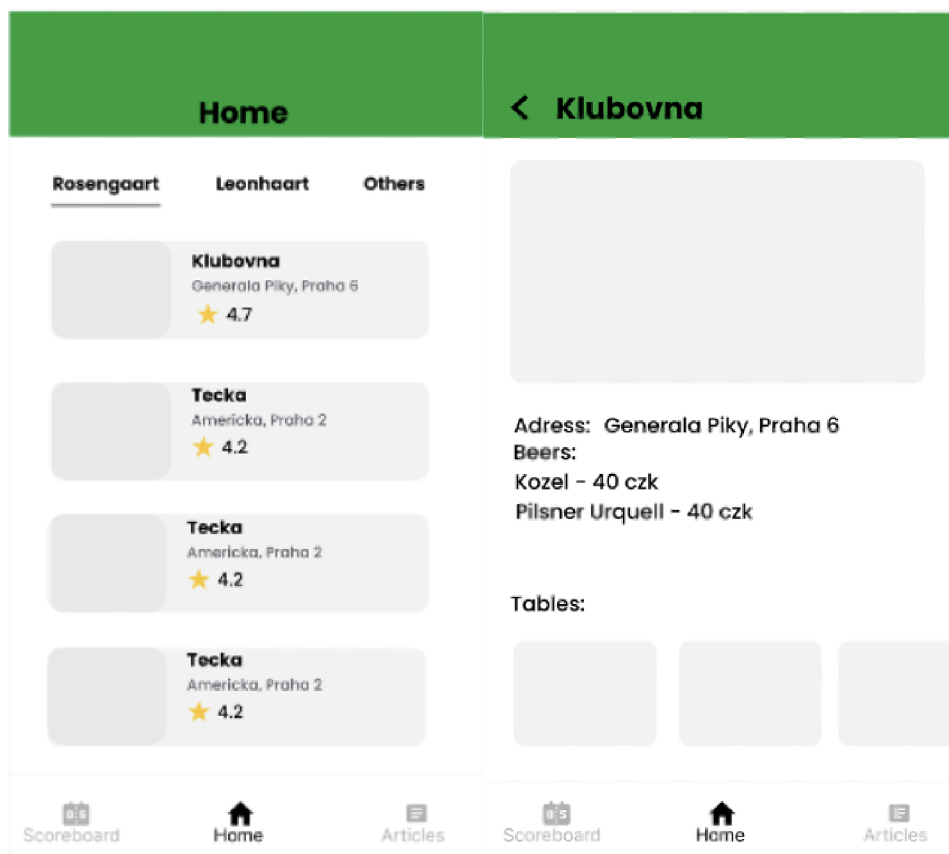 Home
Rosengaart Leonhaart Others
Klubovna
Generala Piky, Praha 6
4.7
Tecka
Americka, Praha 2
4.2
Tecka
Americka, Praha 2
4.2
Tecka
Americka, Praha 2
4.2
Scoreboard Home Articles
Klubovna
Adress: Generala Piky, Praha 6
Beers:
Kozel - 40 czk
Pilsner Urquell - 40 czk
Tables:
Scoreboard Home Articles